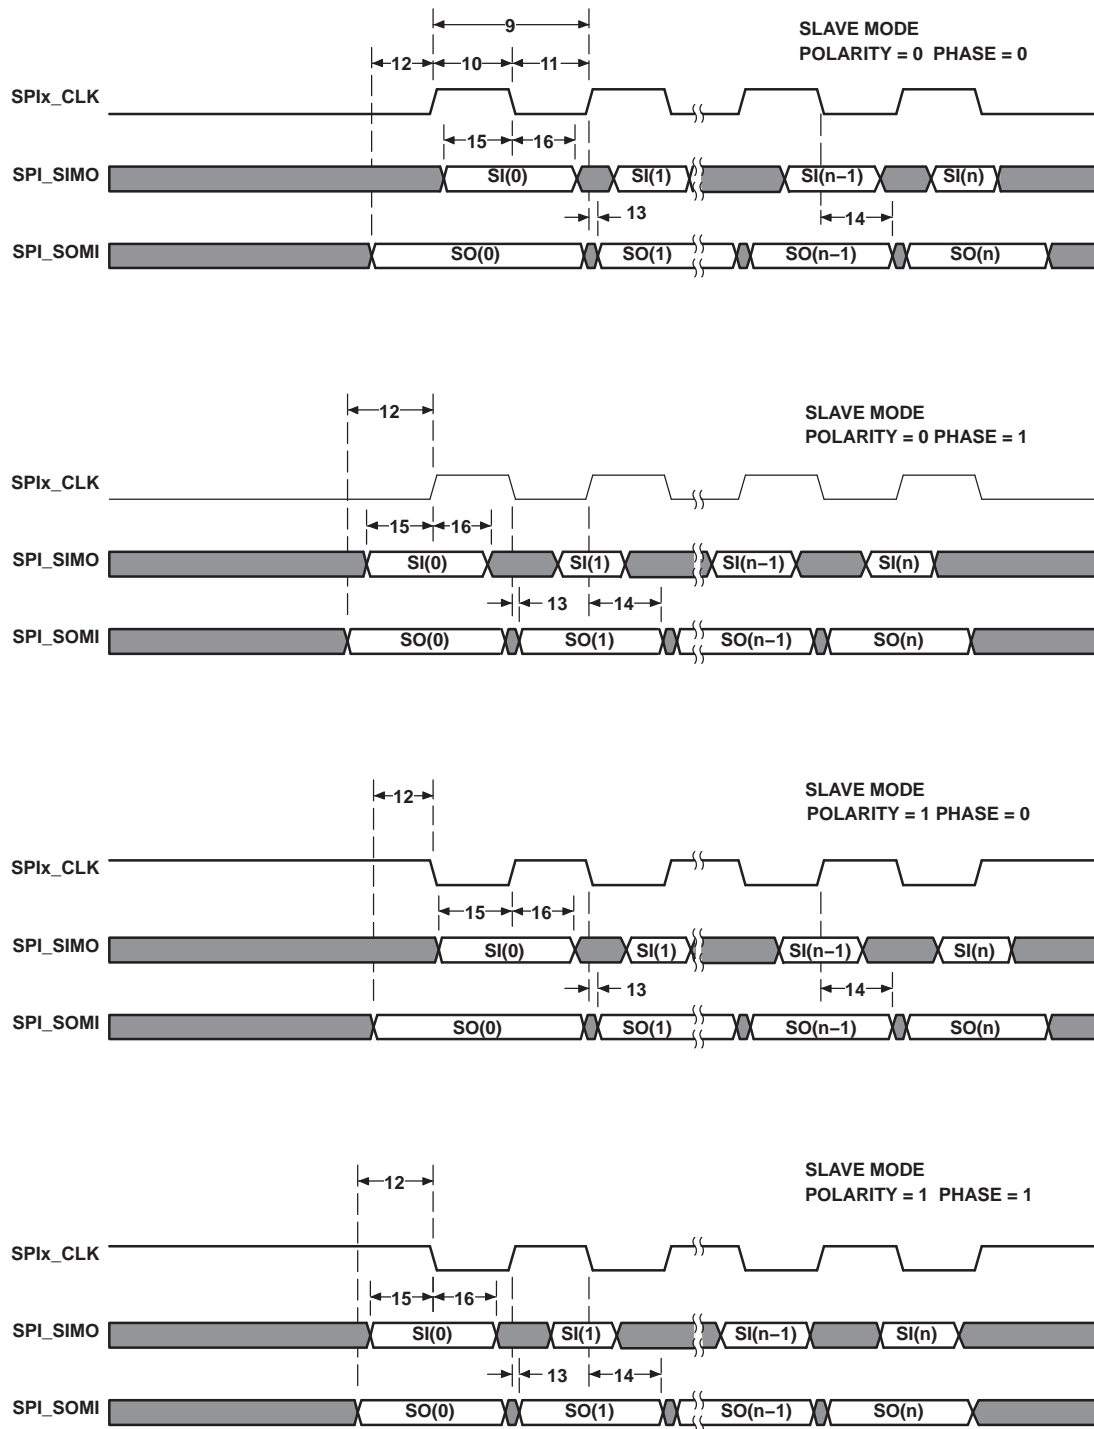 SLAVE MODE
POLARITY = 0 PHASE = 0
9
12 10 11
SPIx_CLK
15 16
SPI_SIMO SI(0) SI(1) SI(n−1) SI(n)
13 14
SPI_SOMI SO(0) SO(1) SO(n−1) SO(n)
SLAVE MODE
POLARITY = 0 PHASE = 1
12
SPIx_CLK
15 16
SPI_SIMO SI(0) SI(1) SI(n−1) SI(n)
13 14
SPI_SOMI SO(0) SO(1) SO(n−1) SO(n)
SLAVE MODE
POLARITY = 1 PHASE = 0
12
SPIx_CLK
15 16
SPI_SIMO SI(0) SI(1) SI(n−1) SI(n)
13 14
SPI_SOMI SO(0) SO(1) SO(n−1) SO(n)
SLAVE MODE
POLARITY = 1 PHASE = 1
12
SPIx_CLK
15 16
SPI_SIMO SI(0) SI(1) SI(n−1) SI(n)
13 14
SPI_SOMI SO(0) SO(1) SO(n−1) SO(n)